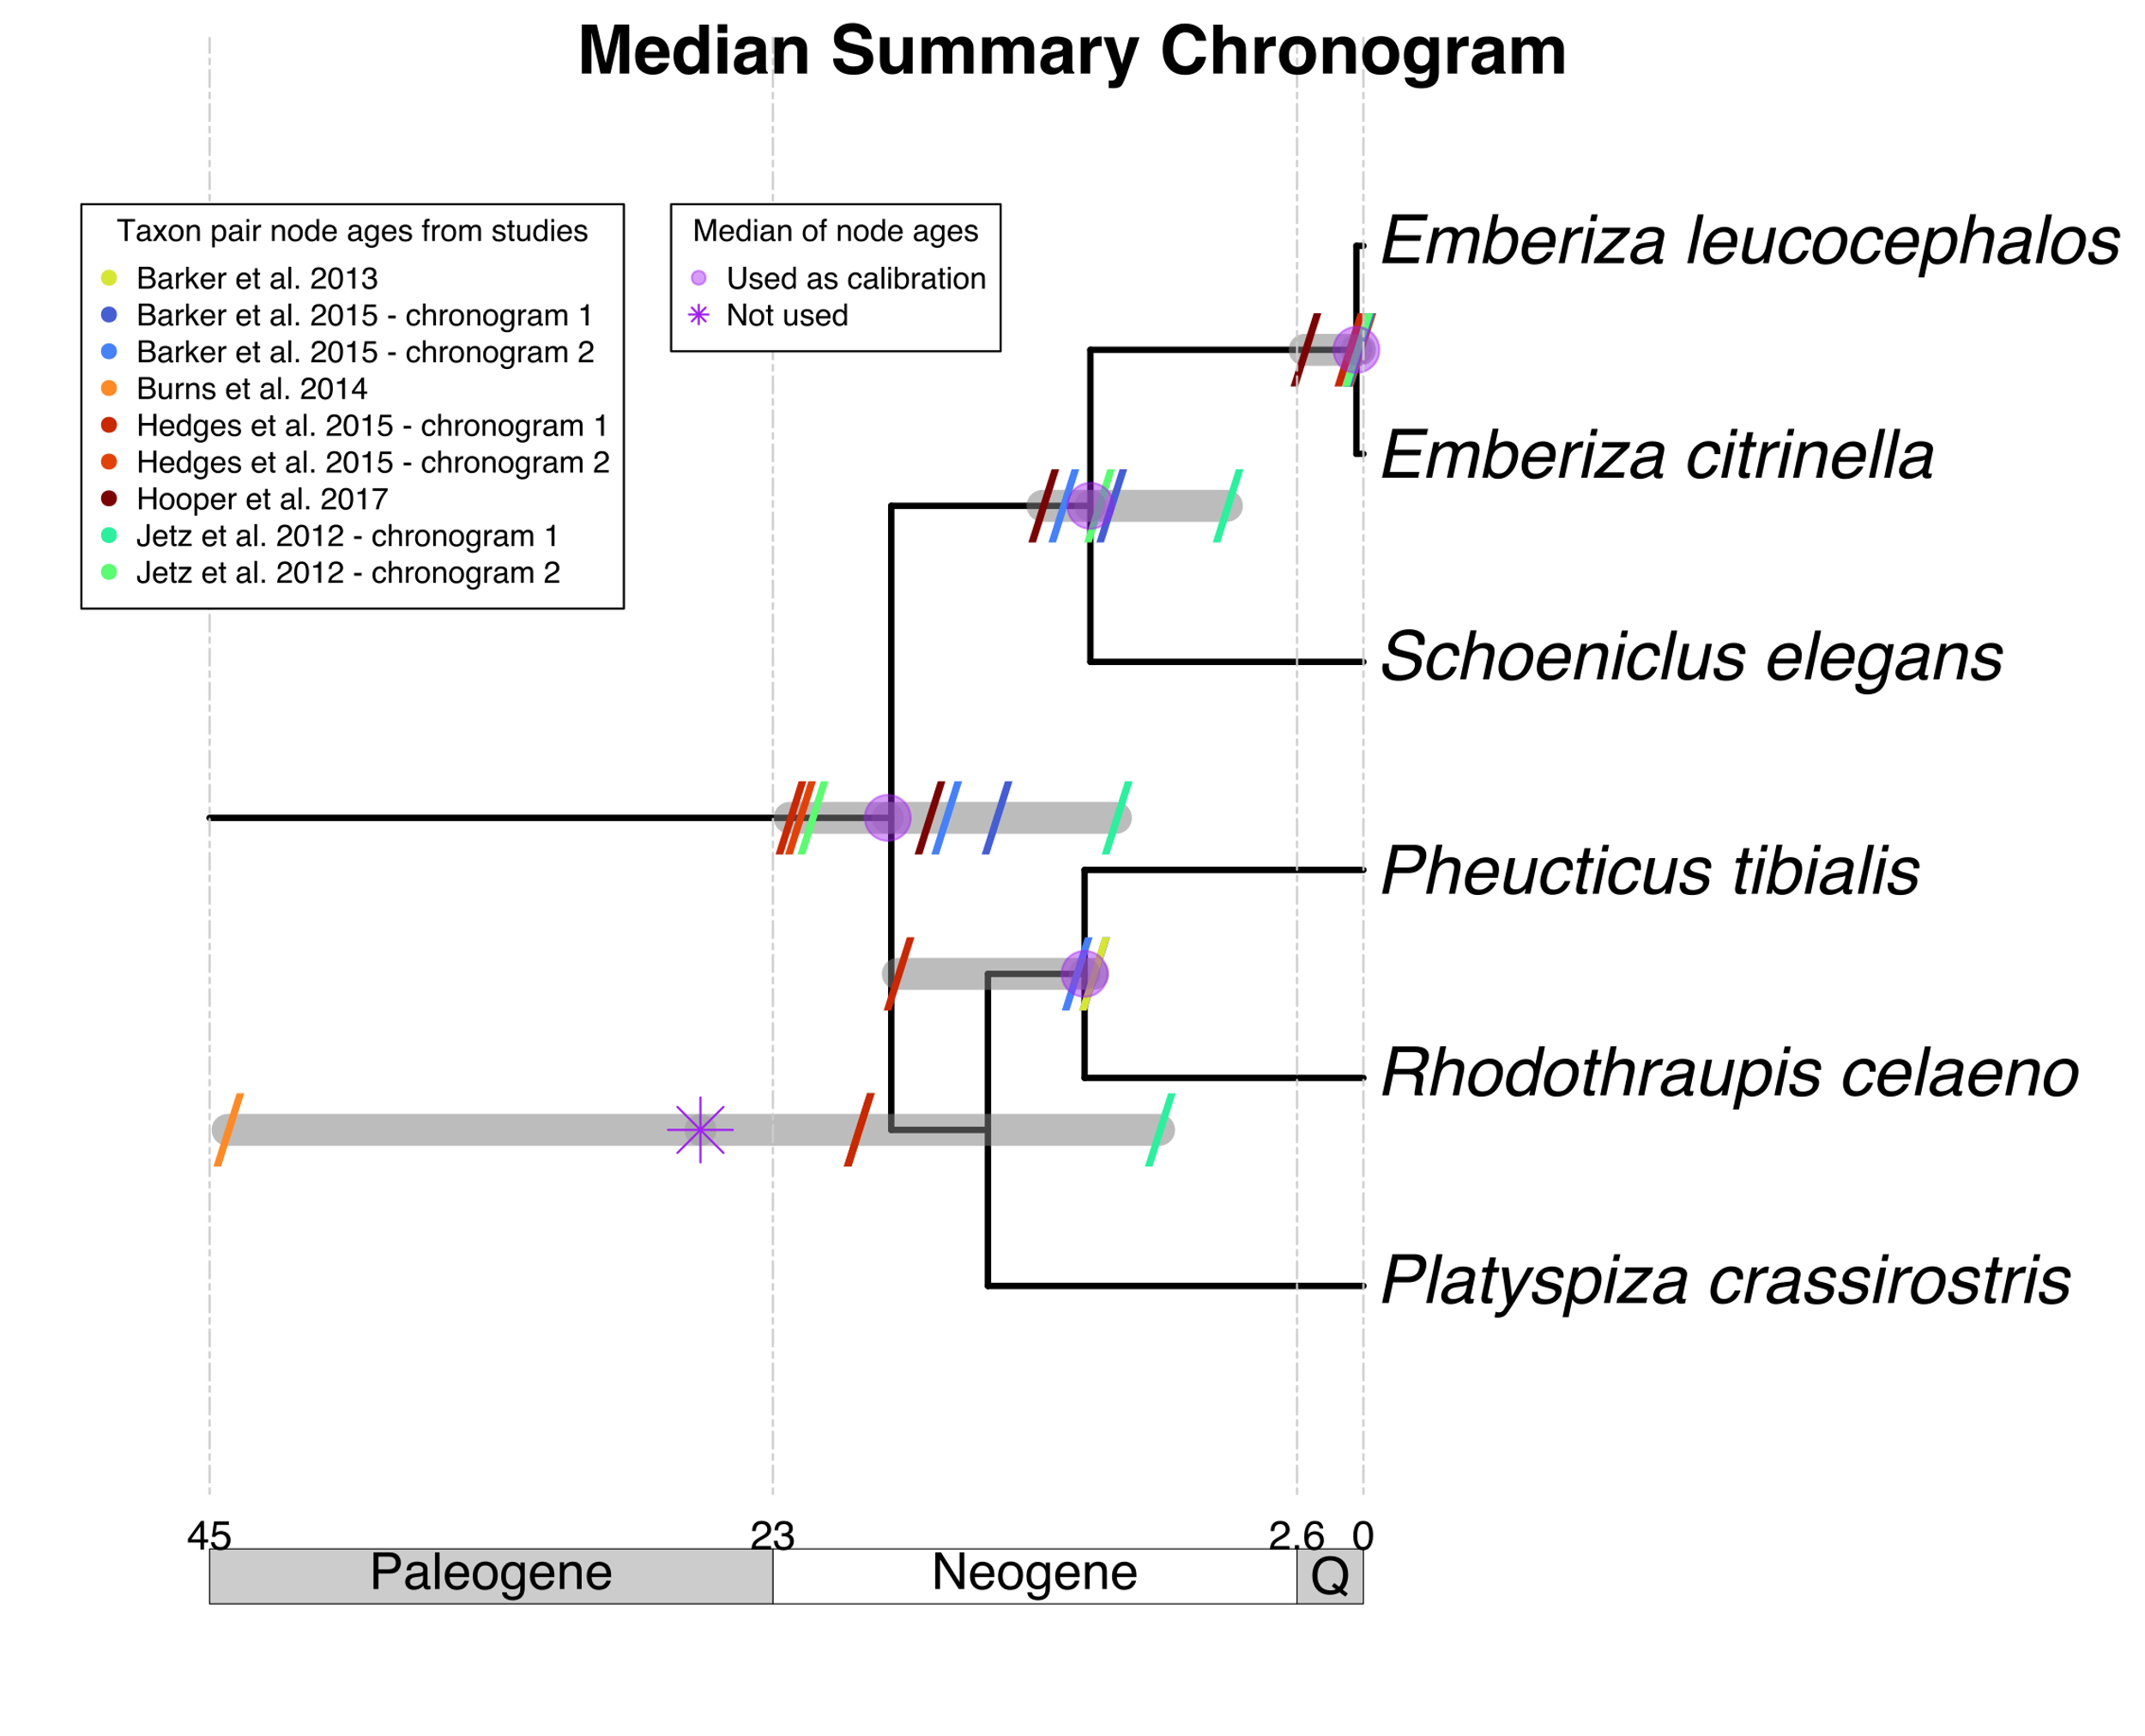 Median Summary Chronogram
Taxon pair node ages from studies
Barker et al. 2013
Barker et al. 2015 - chronogram 1
Barker et al. 2015 - chronogram 2
Burns et al. 2014
Hedges et al. 2015 - chronogram 1
Hedges et al. 2015 - chronogram 2
Hooper et al. 2017
Jetz et al. 2012 - chronogram 1
Jetz et al. 2012 - chronogram 2
Median of node ages
Used as calibration
Not used
Emberiza leucocephalos
Emberiza citrinella
Schoeniclus elegans
Pheucticus tibialis
Rhodothraupis celaeno
Platyspiza crassirostris
45 23 2.6 0
Paleogene Neogene Q